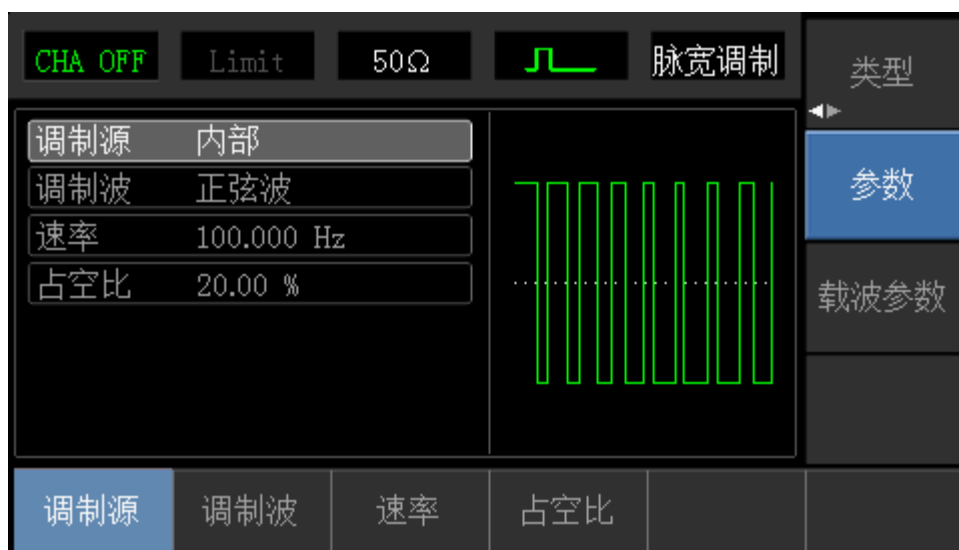 CHA OFF Limit 50Ω 脉宽调制 类型
调制源 内部
调制波 正弦波 参数
速率 100.000 Hz
占空比 20.00 % 载波参数
调制源 调制波 速率 占空比